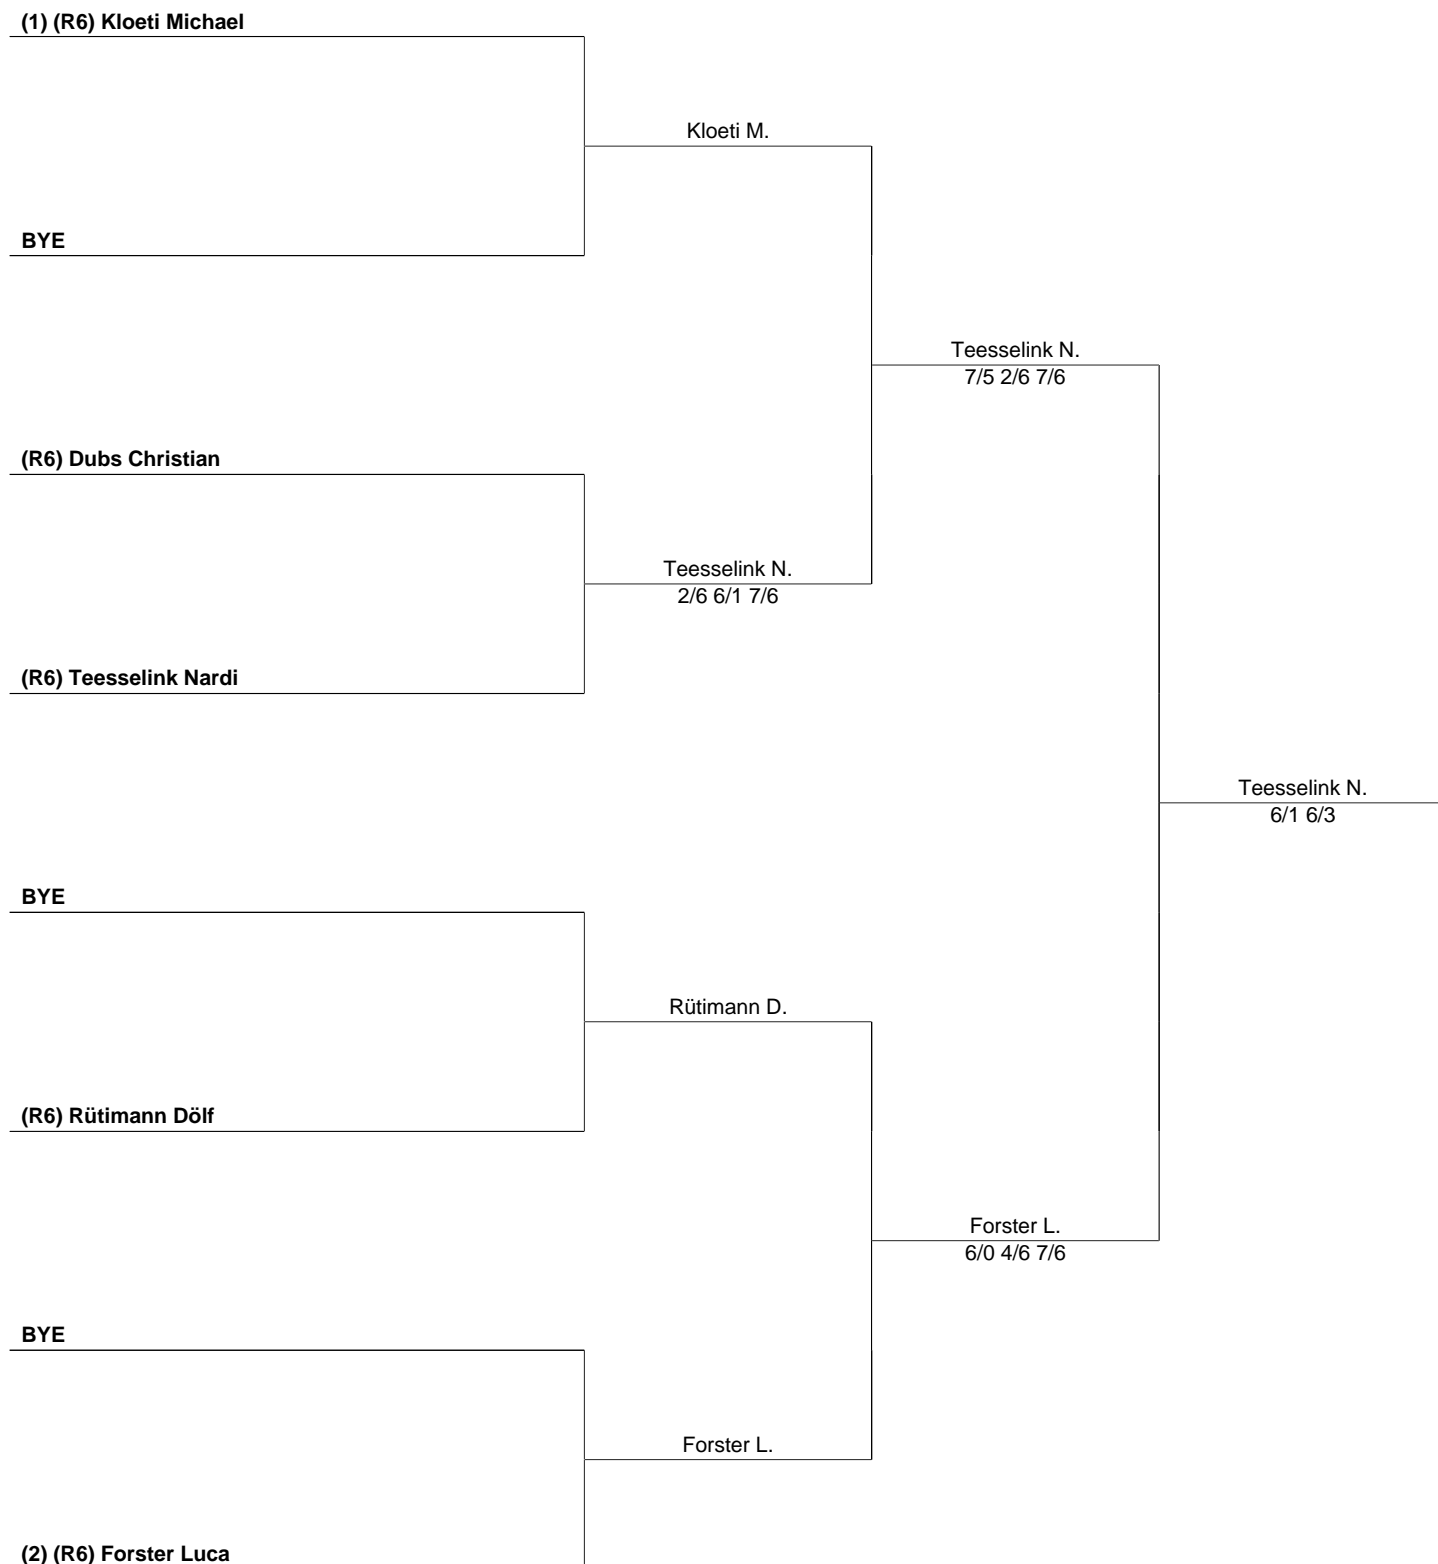 (1) (R6) Kloeti Michael
Kloeti M.
BYE
Teesselink N.
7/5 2/6 7/6
(R6) Dubs Christian
Teesselink N.
2/6 6/1 7/6
(R6) Teesselink Nardi
Teesselink N.
6/1 6/3
BYE
Rütimann D.
(R6) Rütimann Dölf
Forster L.
6/0 4/6 7/6
BYE
Forster L.
(2) (R6) Forster Luca